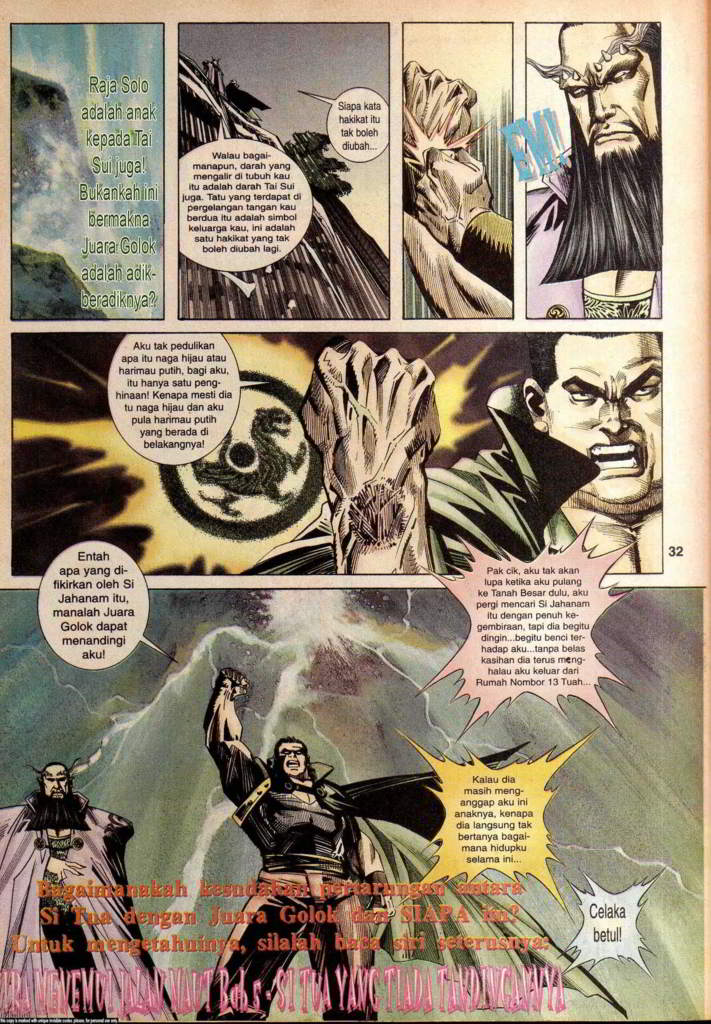 Raja Solo
adalah anak
kepada Tai
Sui juga!
Bukankah ini
bermakna
Juara Golok
adalah adik-
beradiknya?
Siapa kata
hakikat itu
tak boleh
diubah...
Walau bagai-
manapun, darah yang
mengalir di tubuh kau
itu adalah darah Tai Sui
juga. Tatu yang terdapat di
pergelangan tangan kau
berdua itu adalah simbol
keluarga kau, ini adalah
satu hakikat yang tak
boleh diubah lagi.
EM!
Aku tak pedulikan
apa itu naga hijau atau
harimau putih, bagi aku,
itu hanya satu peng-
hinaan! Kenapa mesti dia
tu naga hijau dan aku
pula harimau putih
yang berada di
belakangnya!
32
Entah
apa yang di-
fikirkan oleh Si
Jahanam itu,
manalah Juara
Golok dapat
menandingi
aku!
Pak cik, aku tak akan
lupa ketika aku pulang
ke Tanah Besar dulu, aku
pergi mencari Si Jahanam
itu dengan penuh ke-
gembiraan, tapi dia begitu
dingin...begitu benci ter-
hadap aku...tanpa belas
kasihan dia terus meng-
halau aku keluar dari
Rumah Nombor 13 Tuah...
Kalau dia
masih meng-
anggap aku ini
anaknya, kenapa
dia langsung tak
bertanya bagai-
mana hidupku
selama ini...
Celaka
betul!
Bagaimanakah kesudahan pertarungan antara
Si Tua dengan Juara Golok dan SIAPA itu?
Untuk mengetahuinya, silalah baca siri seterusnya:
MENEMUI JALAN MAUT Bab 5 - SI TUA YANG TIADA TANDINGANNYA